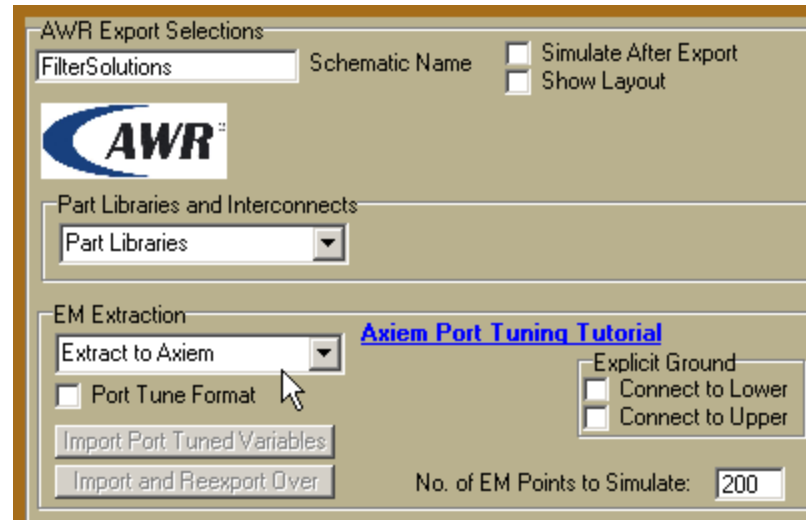 AWR Export Selections
FilterSolutions
Schematic Name
Simulate After Export
Show Layout
AWR
Part Libraries and Interconnects
Part Libraries
EM Extraction
Extract to Axiem
Axiem Port Tuning Tutorial
Port Tune Format
Explicit Ground
Connect to Lower
Connect to Upper
Import Port Tuned Variables
Import and Reexport Over
No. of EM Points to Simulate: 200